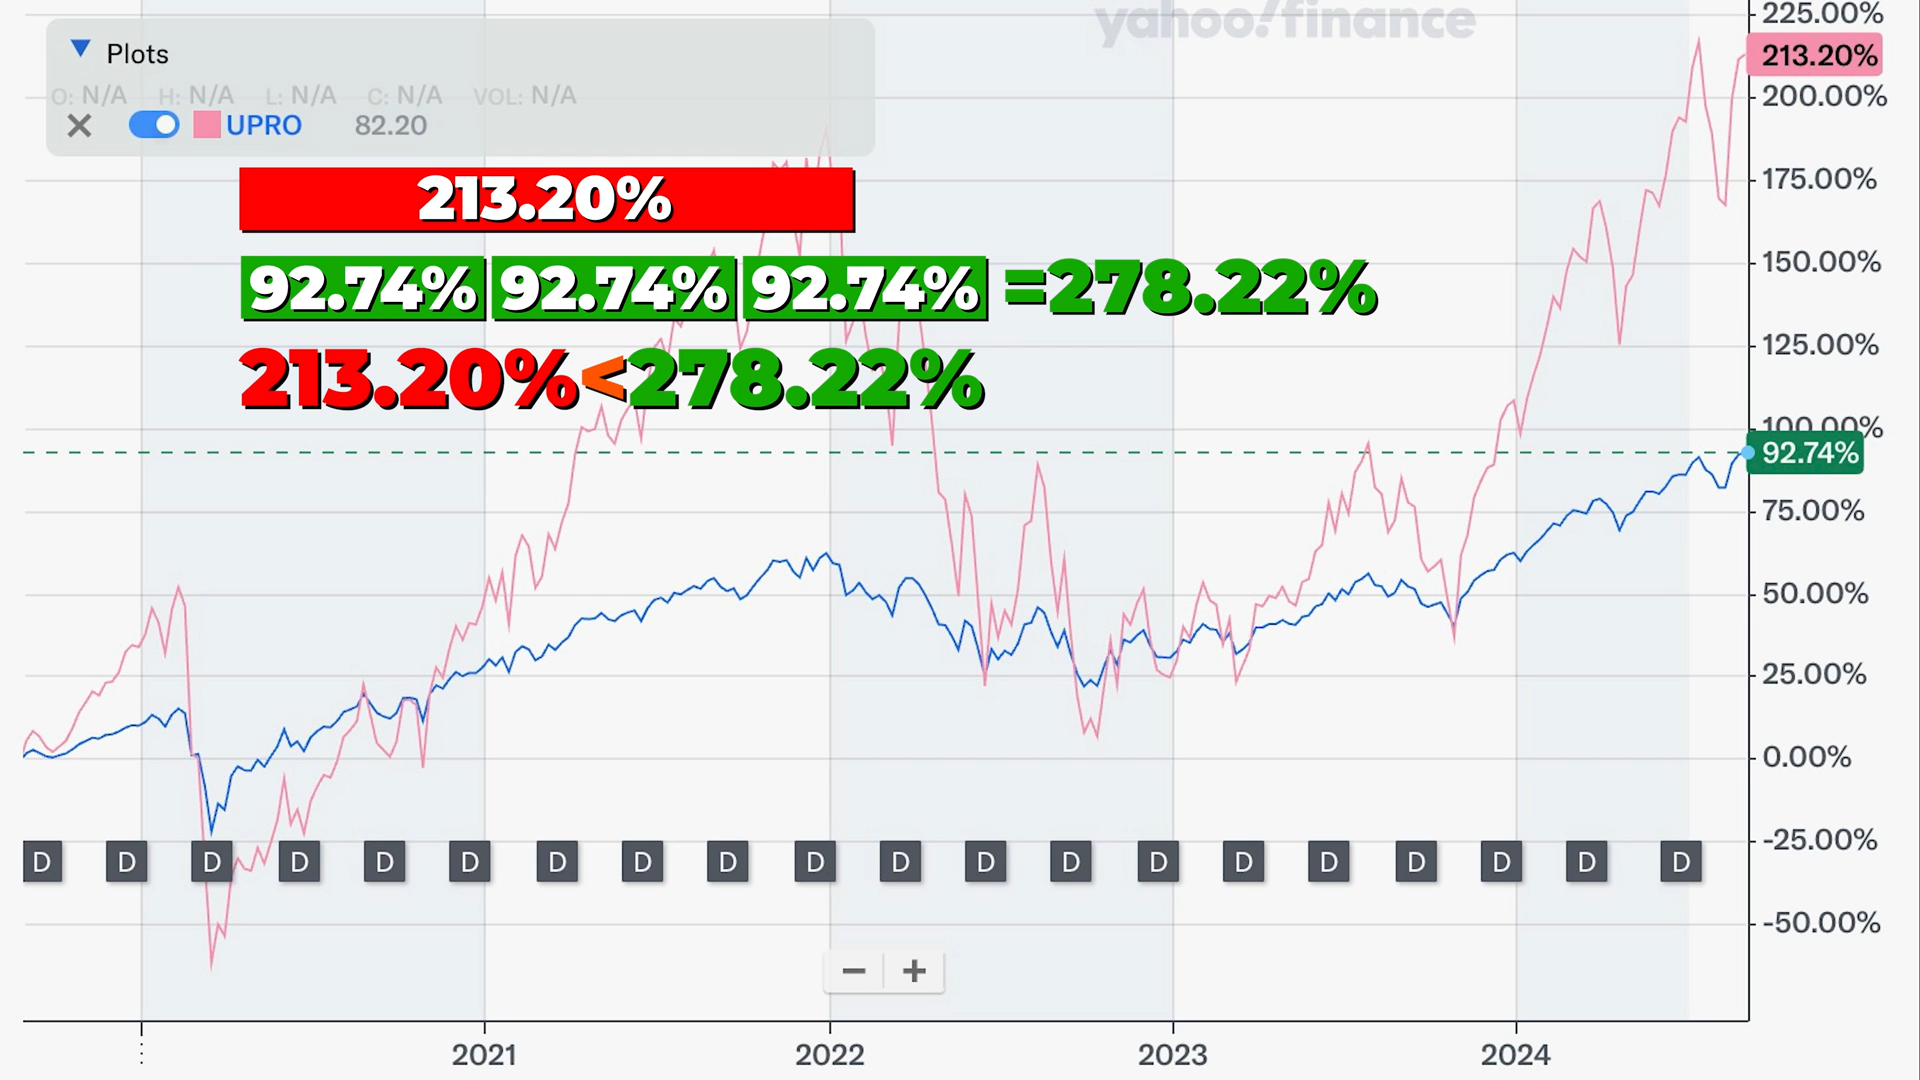 yahoo!finance
Plots
O: N/A H: N/A L: N/A C: N/A VOL: N/A
UPRO 82.20
213.20%
92.74% 92.74% 92.74% =278.22%
213.20%<278.22%
225.00%
213.20%
200.00%
175.00%
150.00%
125.00%
100.00%
92.74%
75.00%
50.00%
25.00%
0.00%
-25.00%
-50.00%
D D D D D D D D D D D D D D D D D D D D
− +
2021 2022 2023 2024